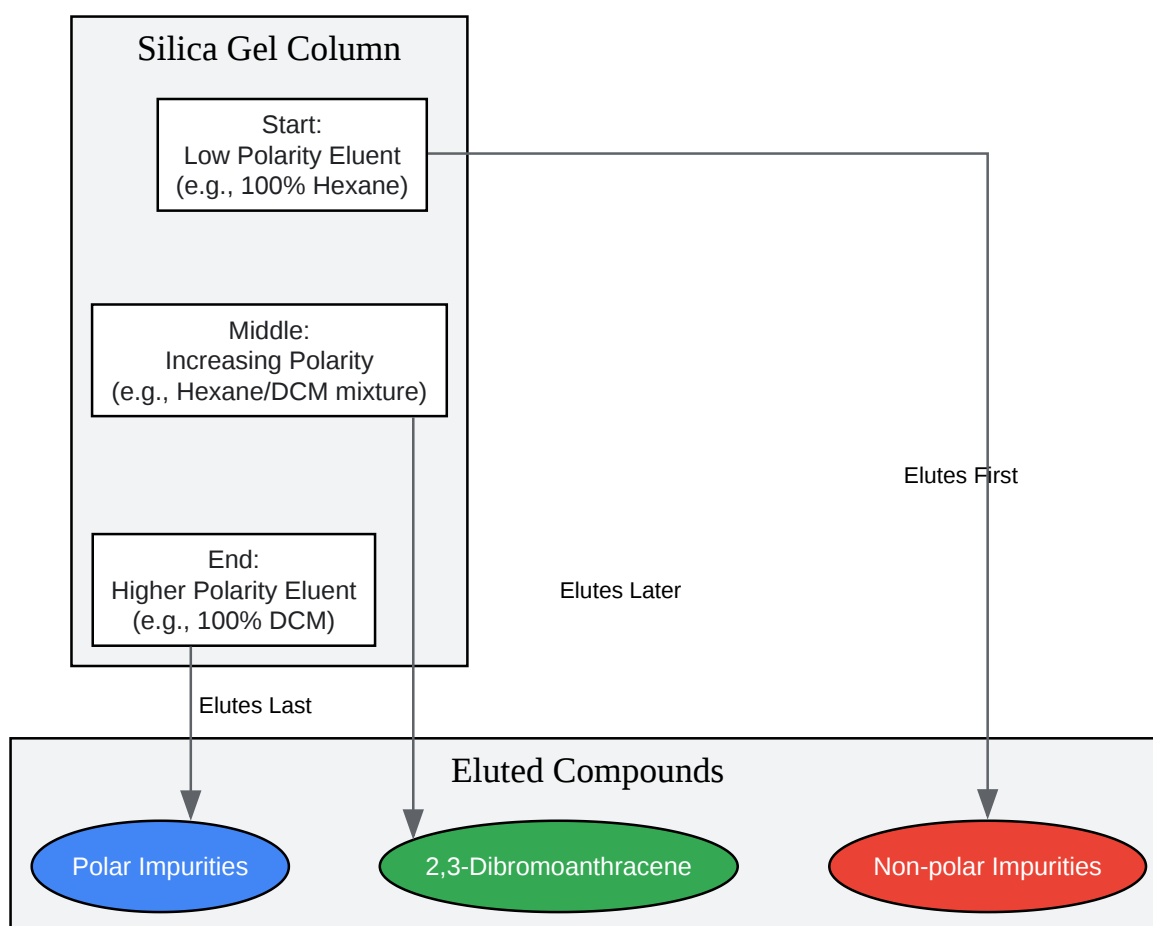 Silica Gel Column
Start:
Low Polarity Eluent
(e.g., 100% Hexane)
Middle:
Increasing Polarity
(e.g., Hexane/DCM mixture)
Elutes First
End:
Higher Polarity Eluent
(e.g., 100% DCM)
Elutes Later
Elutes Last
Eluted Compounds
Polar Impurities
2,3-Dibromoanthracene
Non-polar Impurities